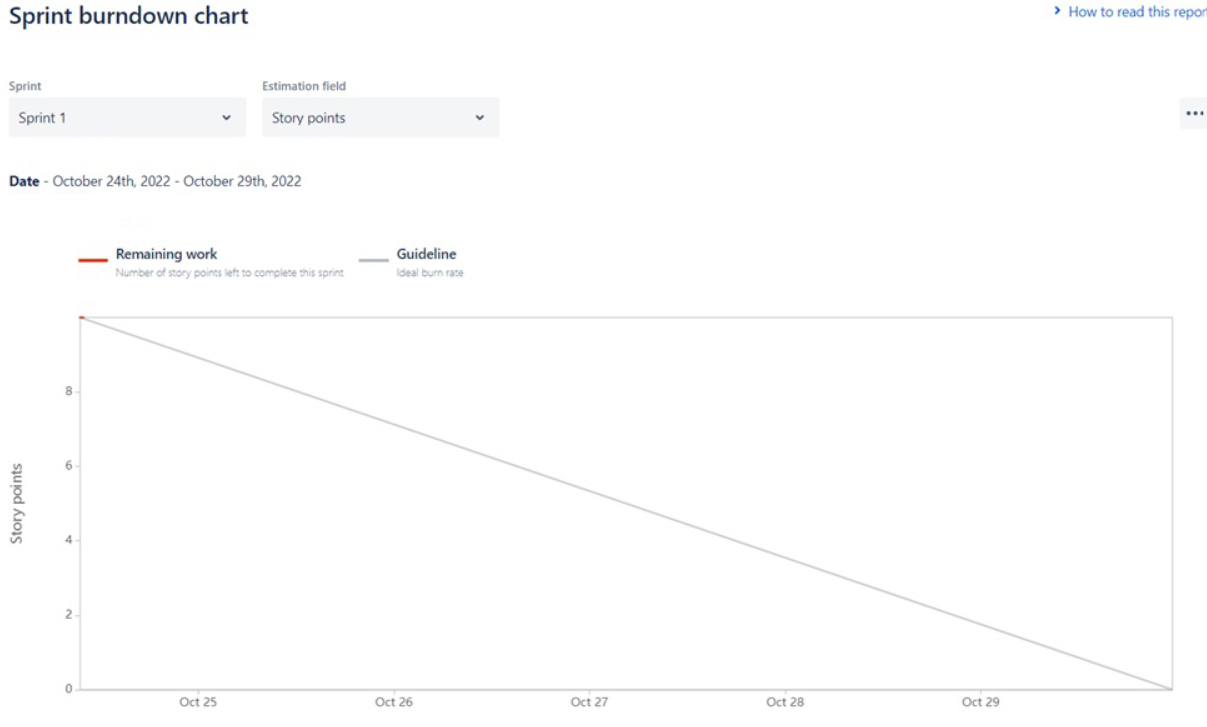 Sprint burndown chart
How to read this repor
Sprint
Estimation field
Sprint 1
Story points
Date - October 24th, 2022 - October 29th, 2022
Remaining work
Guideline
Number of story points left to complete this sprint
Ideal burn rate
8
6
4
2
0
Story points
Oct 25
Oct 26
Oct 27
Oct 28
Oct 29